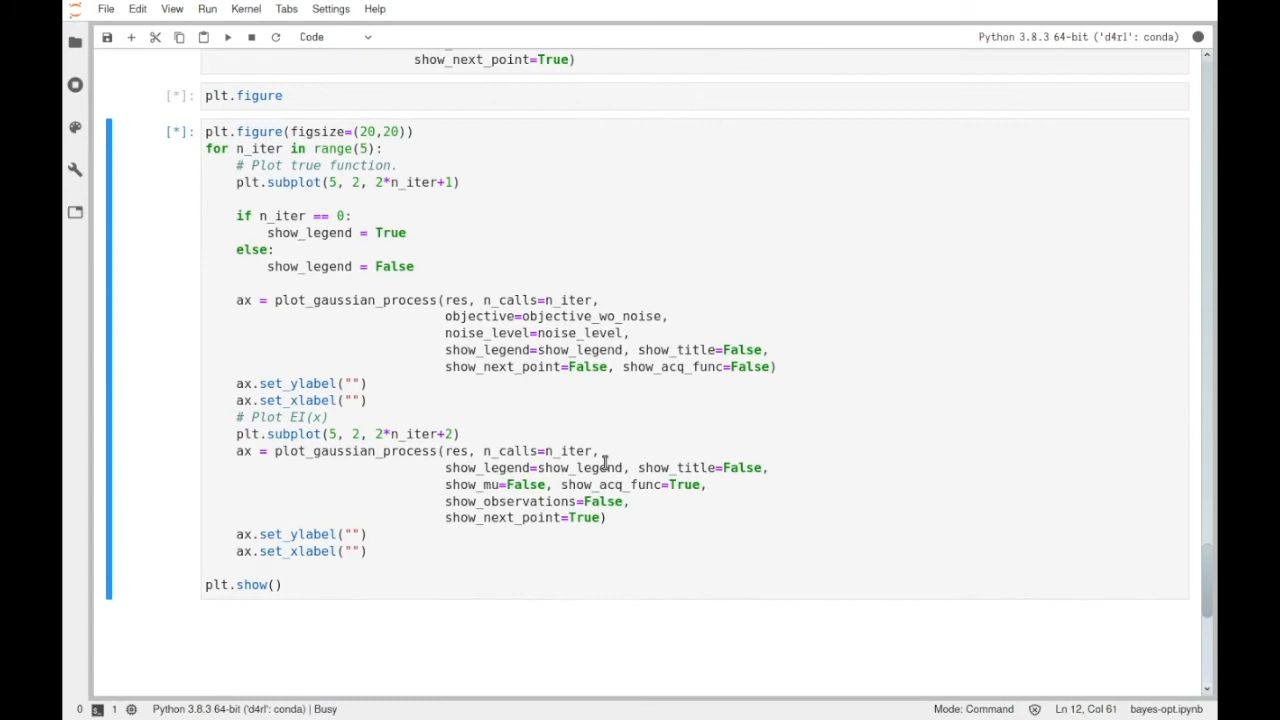 File Edit View Run Kernel Tabs Settings Help
Code
Python 3.8.3 64-bit ('d4rl': conda)
show_next_point=True)
[*]: plt.figure
[*]: plt.figure(figsize=(20,20))
for n_iter in range(5):
    # Plot true function.
    plt.subplot(5, 2, 2*n_iter+1)
    if n_iter == 0:
        show_legend = True
    else:
        show_legend = False
    ax = plot_gaussian_process(res, n_calls=n_iter,
                               objective=objective_wo_noise,
                               noise_level=noise_level,
                               show_legend=show_legend, show_title=False,
                               show_next_point=False, show_acq_func=False)
    ax.set_ylabel("")
    ax.set_xlabel("")
    # Plot EI(x)
    plt.subplot(5, 2, 2*n_iter+2)
    ax = plot_gaussian_process(res, n_calls=n_iter,
                               show_legend=show_legend, show_title=False,
                               show_mu=False, show_acq_func=True,
                               show_observations=False,
                               show_next_point=True)
    ax.set_ylabel("")
    ax.set_xlabel("")
plt.show()
0 1 Python 3.8.3 64-bit ('d4rl': conda) | Busy Mode: Command Ln 12, Col 61 bayes-opt.ipynb